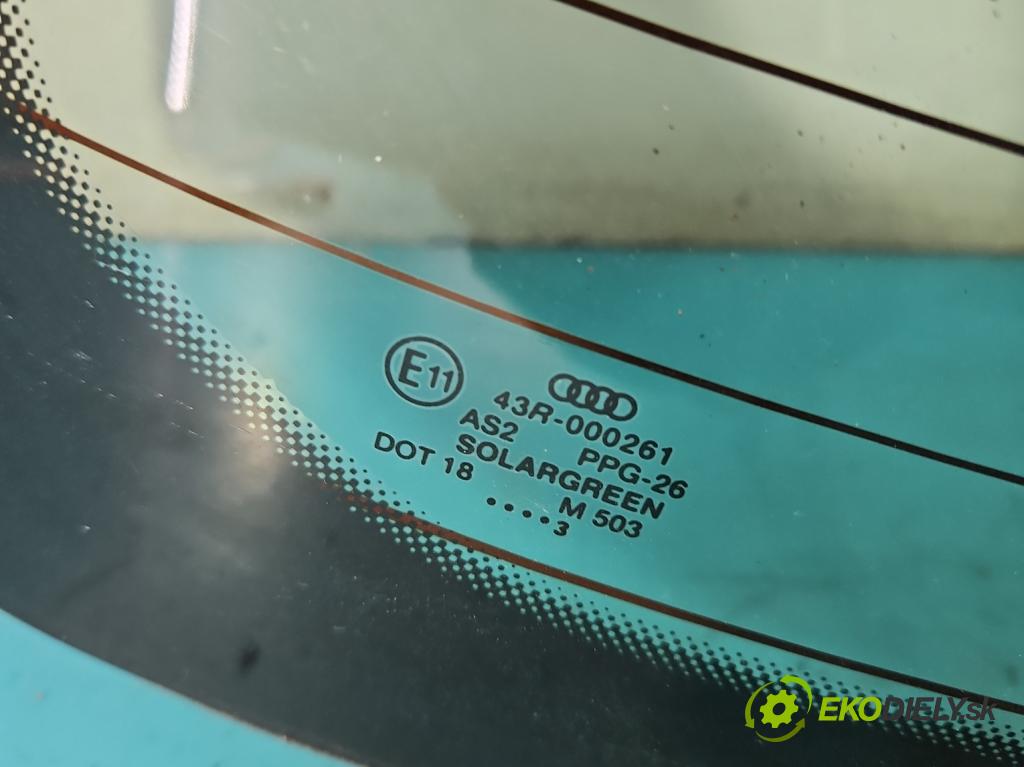 E11
43R-000261
AS2 PPG-26
SOLARGREEN
DOT 18 M 503
....3
EKODIELY.sk